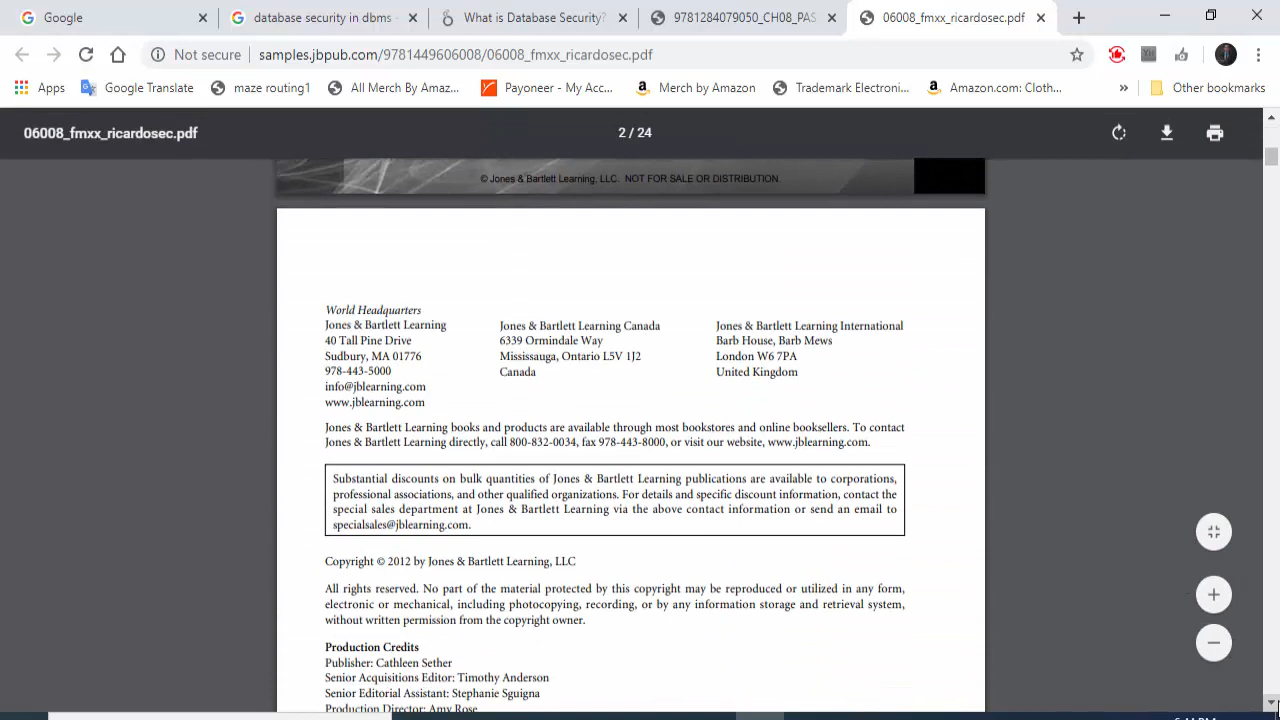 Google
database security in dbms -
What is Database Security?
9781284079050_CH08_PAS
06008_fmxx_ricardosec.pdf
Not secure
samples.jbpub.com/9781449606008/06008_fmxx_ricardosec.pdf
Apps
Google Translate
maze routing1
All Merch By Amaz...
Payoneer - My Acc...
Merch by Amazon
Trademark Electroni...
Amazon.com: Cloth...
»
Other bookmarks
06008_fmxx_ricardosec.pdf
2 / 24
© Jones & Bartlett Learning, LLC. NOT FOR SALE OR DISTRIBUTION.
World Headquarters
Jones & Bartlett Learning
40 Tall Pine Drive
Sudbury, MA 01776
978-443-5000
info@jblearning.com
www.jblearning.com
Jones & Bartlett Learning Canada
6339 Ormindale Way
Mississauga, Ontario L5V 1J2
Canada
Jones & Bartlett Learning International
Barb House, Barb Mews
London W6 7PA
United Kingdom
Jones & Bartlett Learning books and products are available through most bookstores and online booksellers. To contact
Jones & Bartlett Learning directly, call 800-832-0034, fax 978-443-8000, or visit our website, www.jblearning.com.
Substantial discounts on bulk quantities of Jones & Bartlett Learning publications are available to corporations,
professional associations, and other qualified organizations. For details and specific discount information, contact the
special sales department at Jones & Bartlett Learning via the above contact information or send an email to
specialsales@jblearning.com.
Copyright © 2012 by Jones & Bartlett Learning, LLC
All rights reserved. No part of the material protected by this copyright may be reproduced or utilized in any form,
electronic or mechanical, including photocopying, recording, or by any information storage and retrieval system,
without written permission from the copyright owner.
Production Credits
Publisher: Cathleen Sether
Senior Acquisitions Editor: Timothy Anderson
Senior Editorial Assistant: Stephanie Sguigna
Production Director: Amy Rose